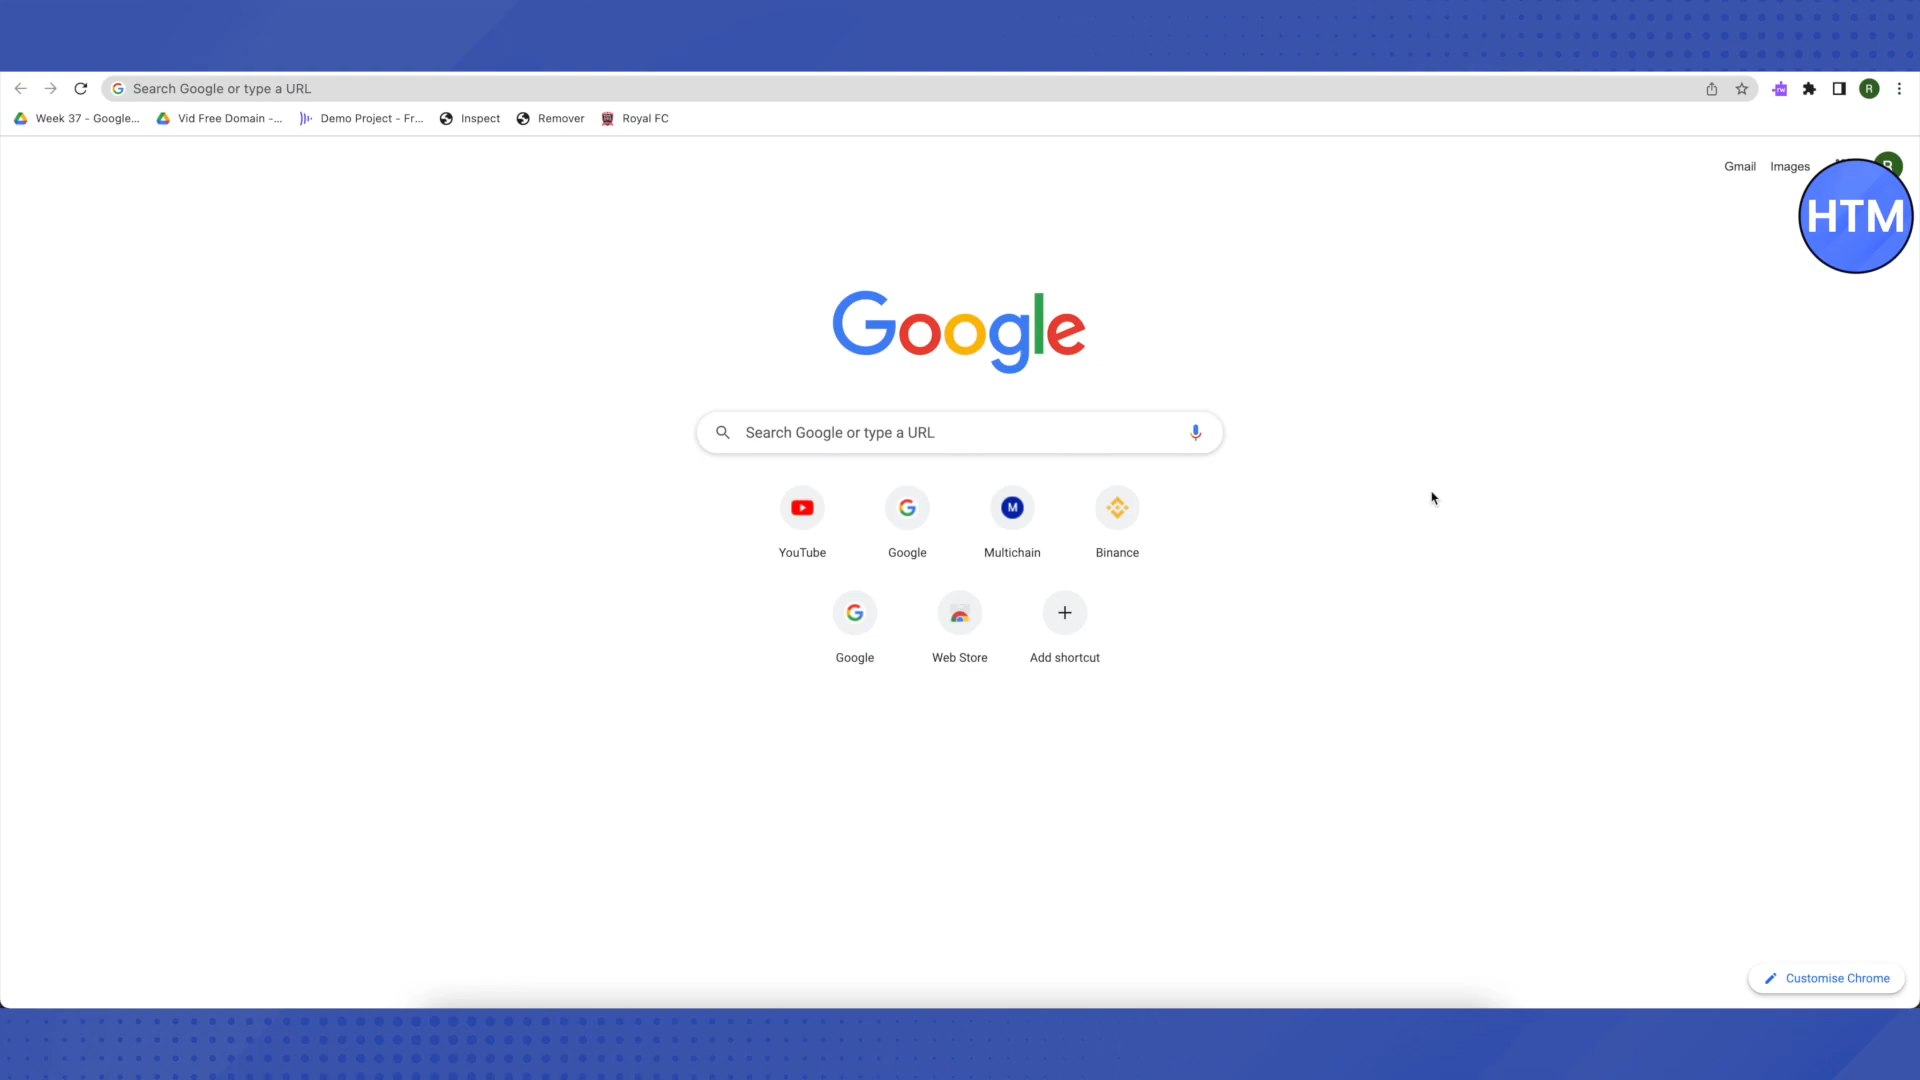 Search Google or type a URL
R
Week 37 - Google...
Vid Free Domain -...
Demo Project - Fr...
Inspect
Remover
Royal FC
Gmail
Images
HTM
Google
Search Google or type a URL
M
YouTube
Google
Multichain
Binance
Google
Web Store
Add shortcut
Customise Chrome